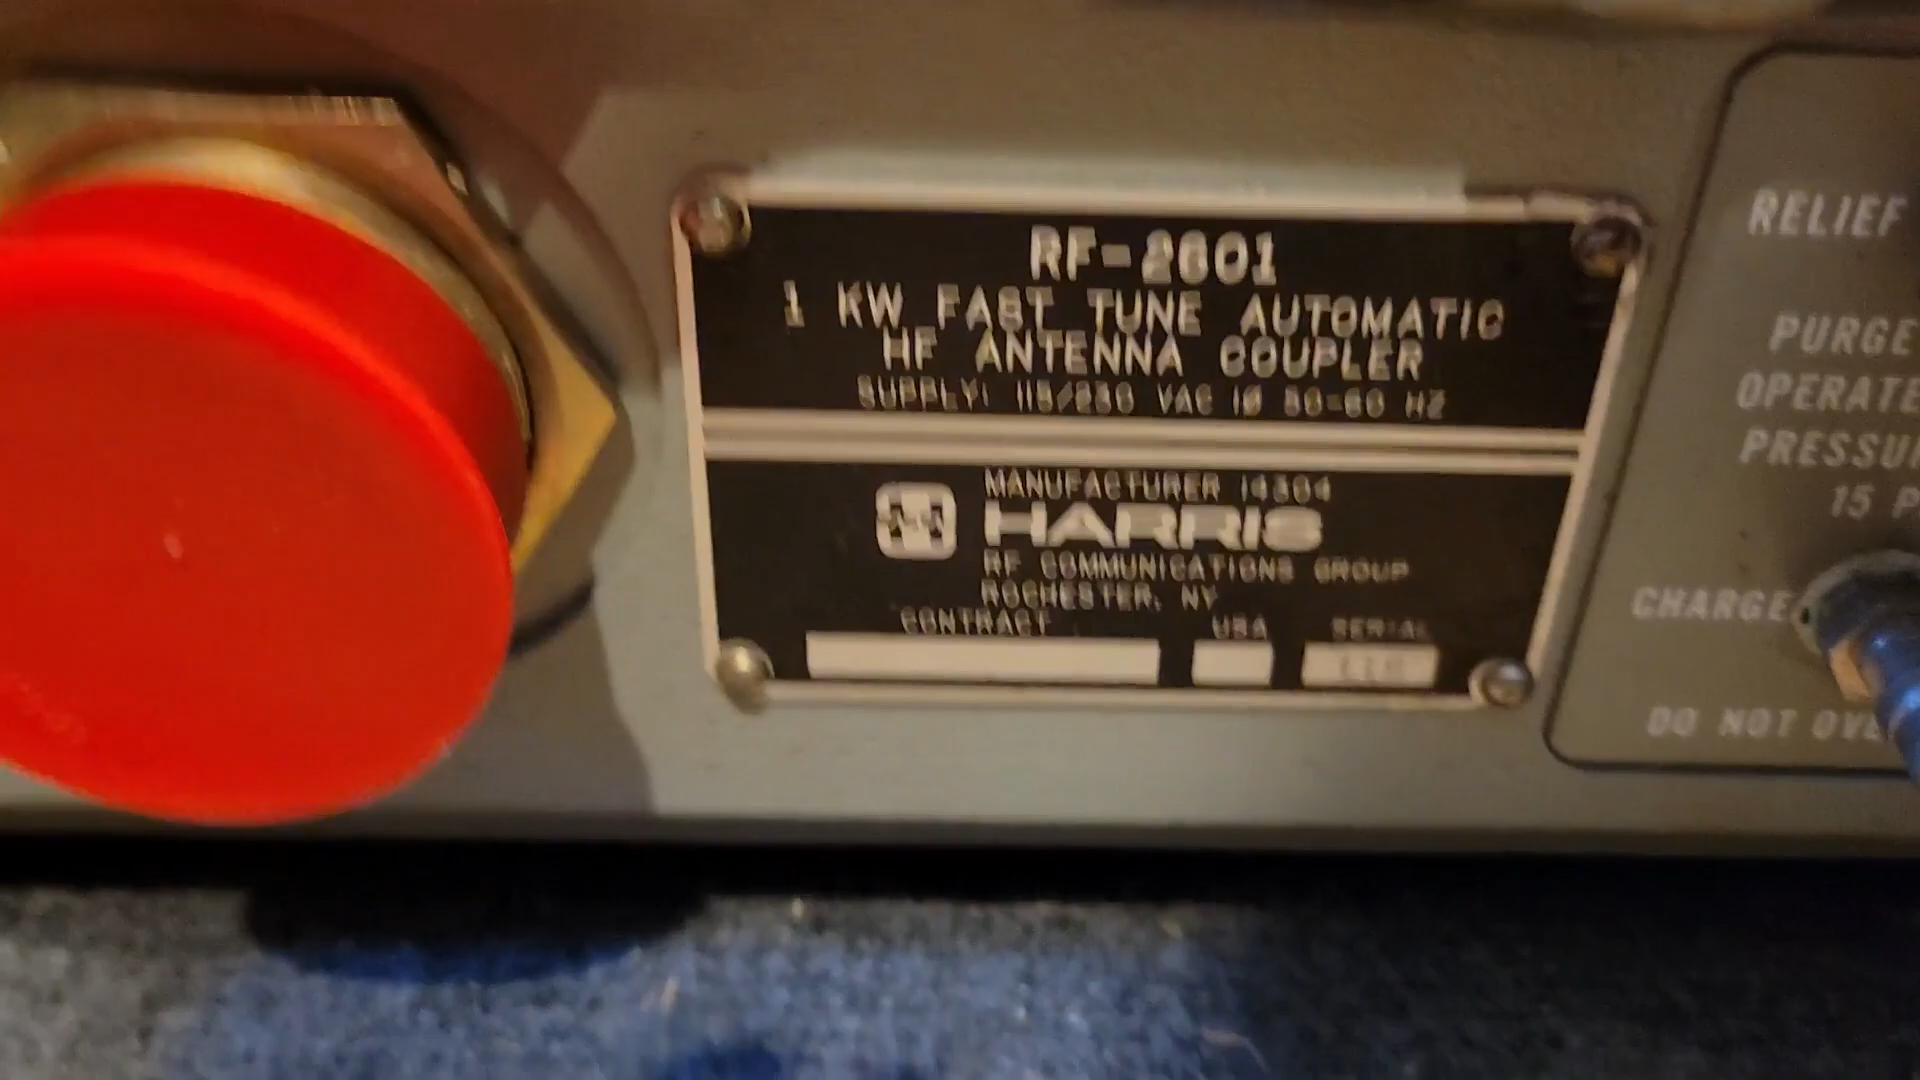 RF-2601
1 KW FAST TUNE AUTOMATIC
HF ANTENNA COUPLER
SUPPLY: 115/230 VAC 1Ø 50-60 HZ
MANUFACTURER 14304
HARRIS
RF COMMUNICATIONS GROUP
ROCHESTER, NY
CONTRACT USA SERIAL
RELIEF
PURGE
OPERATE
PRESSUR
15 P
CHARGE
DO NOT OVE